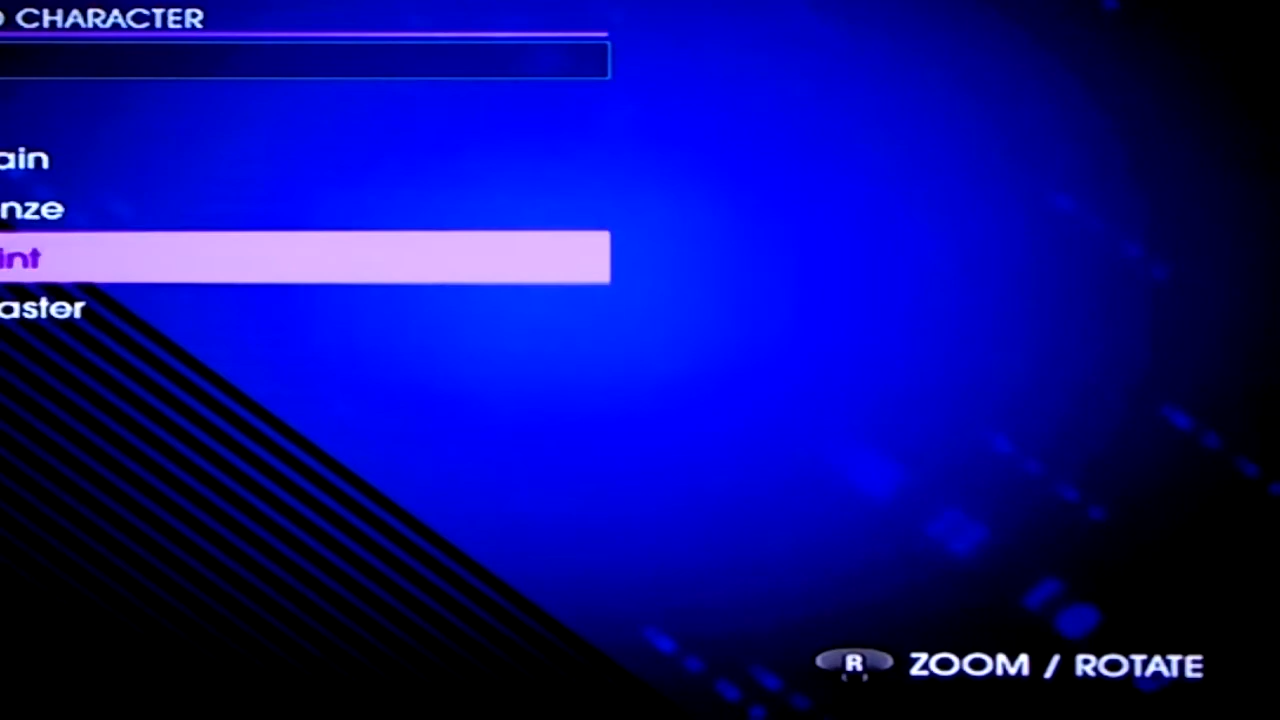 CHARACTER
ain
nze
int
aster
R ZOOM / ROTATE